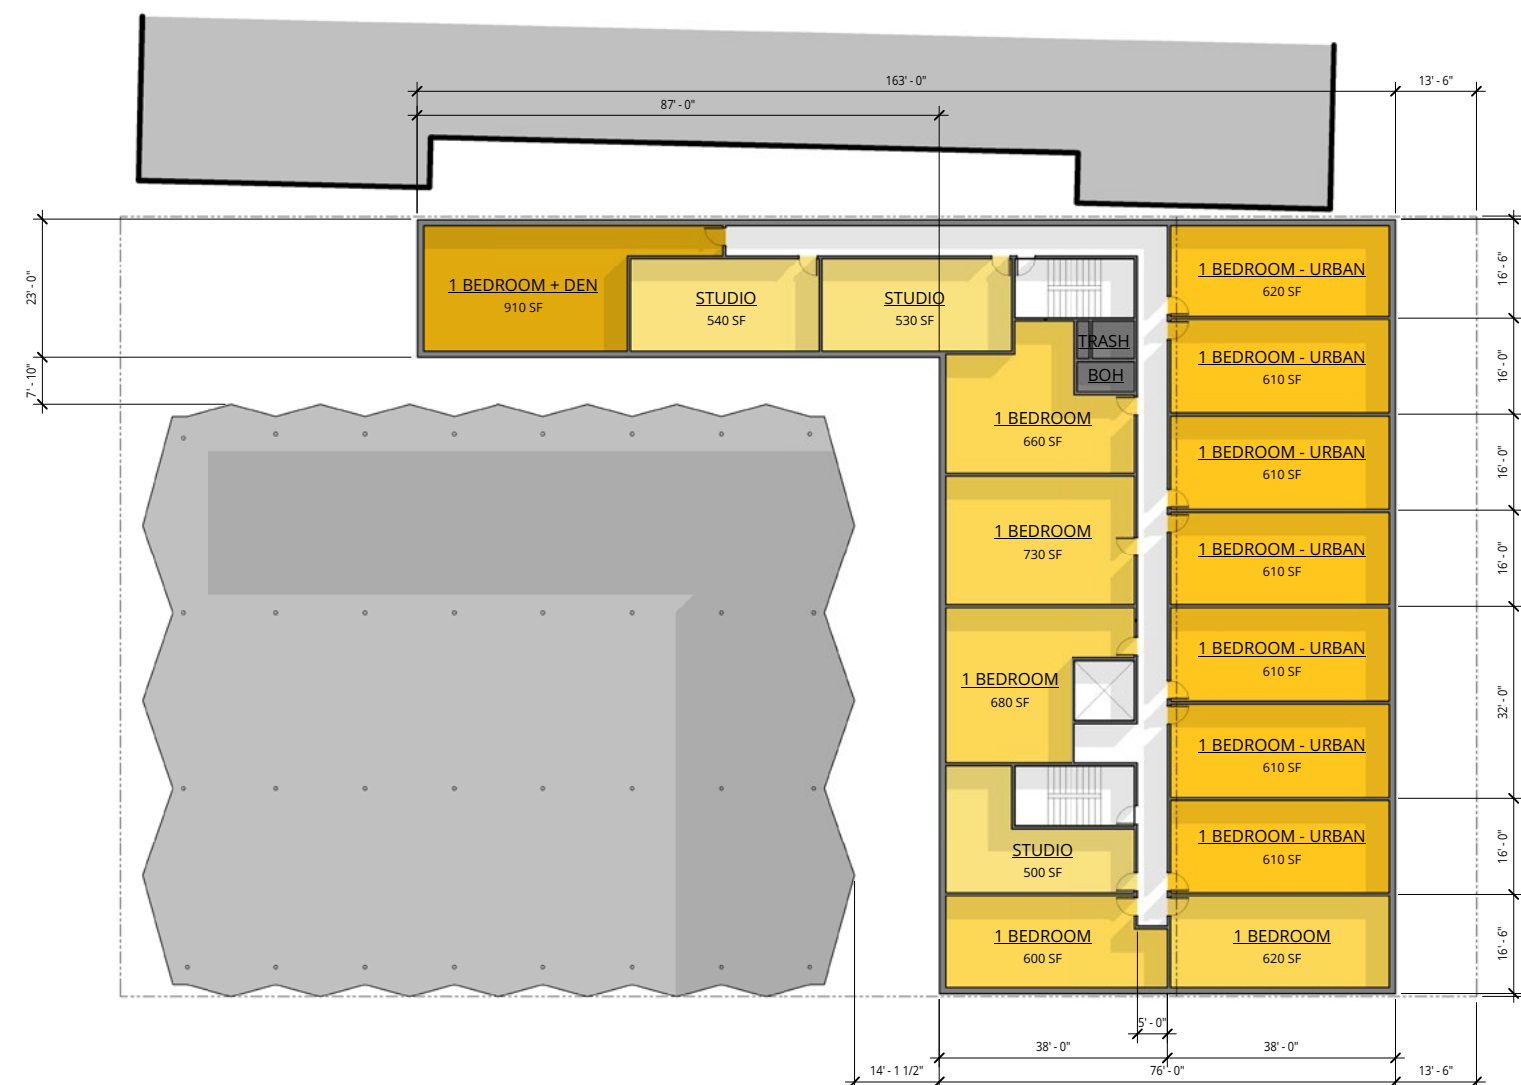 163' - 0"
13' - 6"
87' - 0"
23' - 0"
7' - 10"
1 BEDROOM + DEN
910 SF
STUDIO
540 SF
STUDIO
530 SF
TRASH
BOH
1 BEDROOM
660 SF
1 BEDROOM
730 SF
1 BEDROOM
680 SF
STUDIO
500 SF
1 BEDROOM
600 SF
1 BEDROOM - URBAN
620 SF
1 BEDROOM - URBAN
610 SF
1 BEDROOM - URBAN
610 SF
1 BEDROOM - URBAN
610 SF
1 BEDROOM - URBAN
610 SF
1 BEDROOM - URBAN
610 SF
1 BEDROOM - URBAN
610 SF
1 BEDROOM
620 SF
16' - 6"
16' - 0"
16' - 0"
16' - 0"
32' - 0"
16' - 0"
16' - 6"
5' - 0"
38' - 0"
38' - 0"
14' - 1 1/2"
76' - 0"
13' - 6"